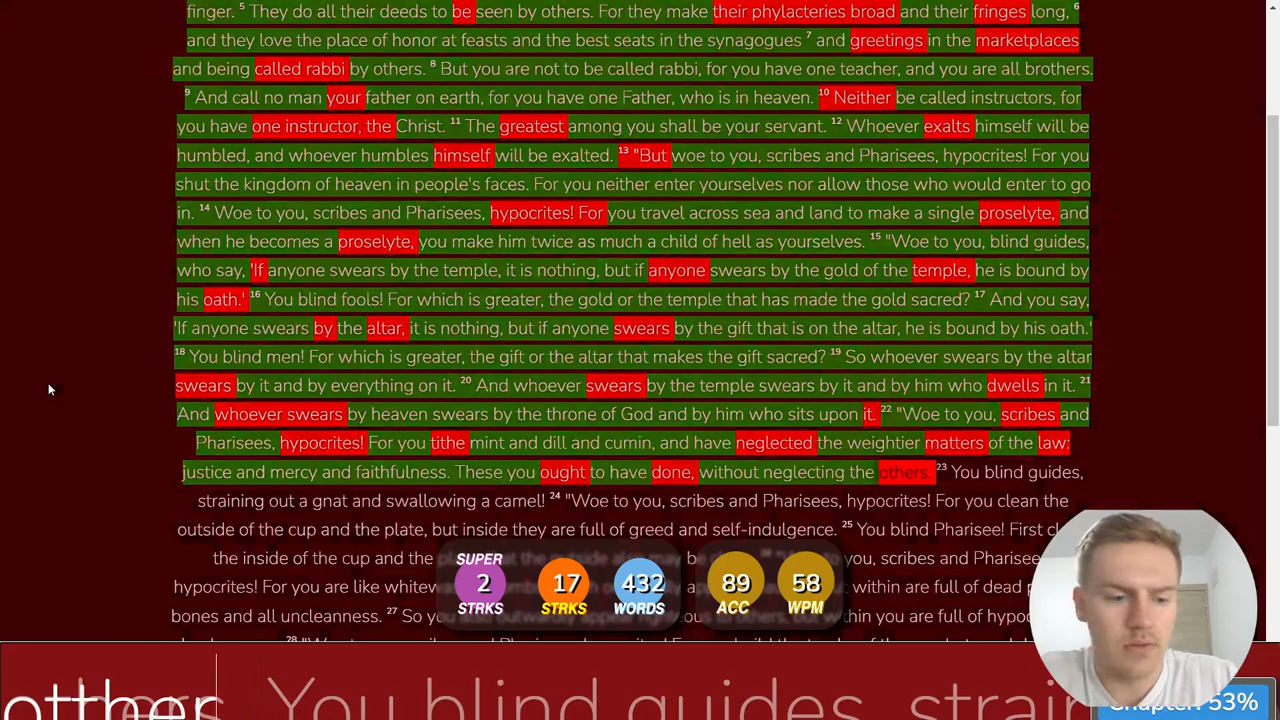 finger. 5 They do all their deeds to be seen by others. For they make their phylacteries broad and their fringes long, 6
and they love the place of honor at feasts and the best seats in the synagogues 7 and greetings in the marketplaces
and being called rabbi by others. 8 But you are not to be called rabbi, for you have one teacher, and you are all brothers.
9 And call no man your father on earth, for you have one Father, who is in heaven. 10 Neither be called instructors, for
you have one instructor, the Christ. 11 The greatest among you shall be your servant. 12 Whoever exalts himself will be
humbled, and whoever humbles himself will be exalted. 13 "But woe to you, scribes and Pharisees, hypocrites! For you
shut the kingdom of heaven in people's faces. For you neither enter yourselves nor allow those who would enter to go
in. 14 Woe to you, scribes and Pharisees, hypocrites! For you travel across sea and land to make a single proselyte, and
when he becomes a proselyte, you make him twice as much a child of hell as yourselves. 15 "Woe to you, blind guides,
who say, 'If anyone swears by the temple, it is nothing, but if anyone swears by the gold of the temple, he is bound by
his oath.' 16 You blind fools! For which is greater, the gold or the temple that has made the gold sacred? 17 And you say,
'If anyone swears by the altar, it is nothing, but if anyone swears by the gift that is on the altar, he is bound by his oath.'
18 You blind men! For which is greater, the gift or the altar that makes the gift sacred? 19 So whoever swears by the altar
swears by it and by everything on it. 20 And whoever swears by the temple swears by it and by him who dwells in it. 21
And whoever swears by heaven swears by the throne of God and by him who sits upon it. 22 "Woe to you, scribes and
Pharisees, hypocrites! For you tithe mint and dill and cumin, and have neglected the weightier matters of the law:
justice and mercy and faithfulness. These you ought to have done, without neglecting the others. 23 You blind guides,
straining out a gnat and swallowing a camel! 24 "Woe to you, scribes and Pharisees, hypocrites! For you clean the
outside of the cup and the plate, but inside they are full of greed and self-indulgence. 25 You blind Pharisee! First
the inside of the cup and the you, scribes and
hypocrites! For you are like within are full of dead
bones and all uncleanness. 27 So you within you are full of
28
SUPER
2 17 432 89 58
STRKS STRKS WORDS ACC WPM
otther You blind guides,
Chapter 53%